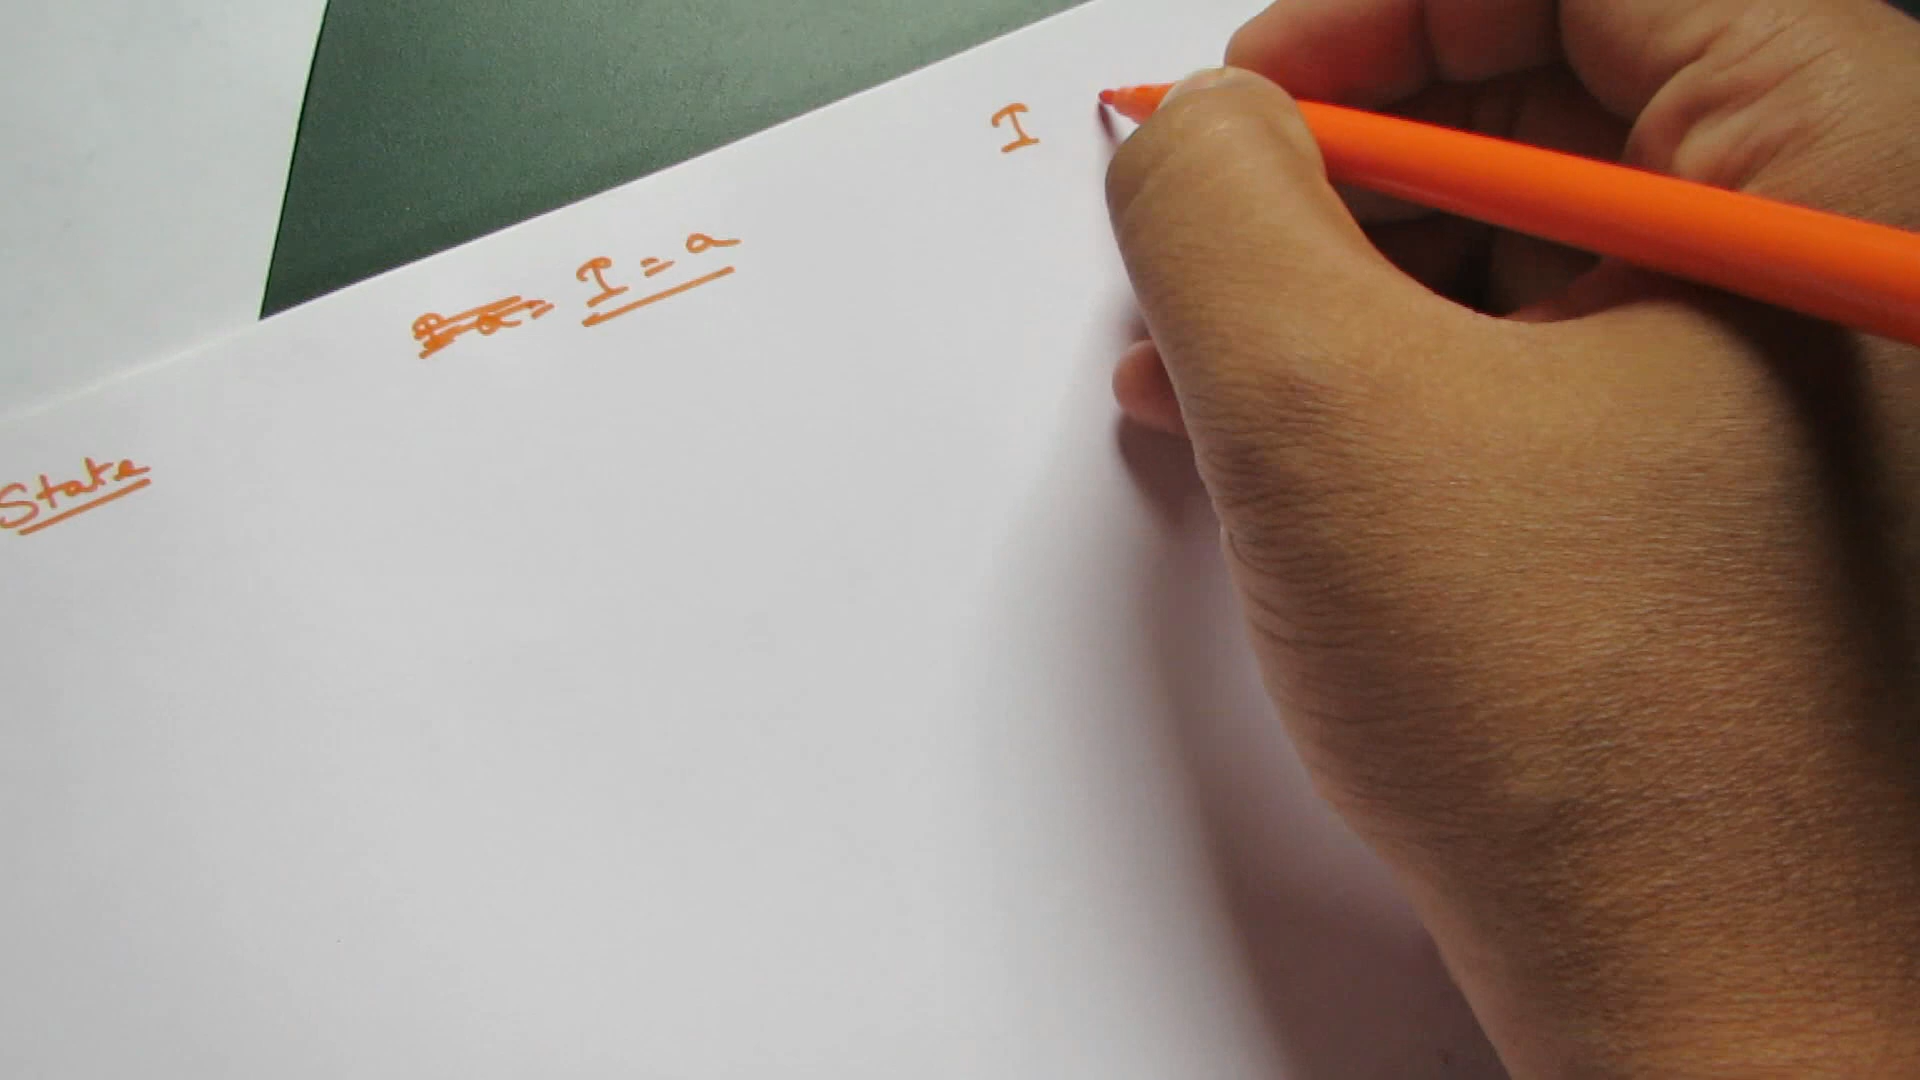 State
I = a
I